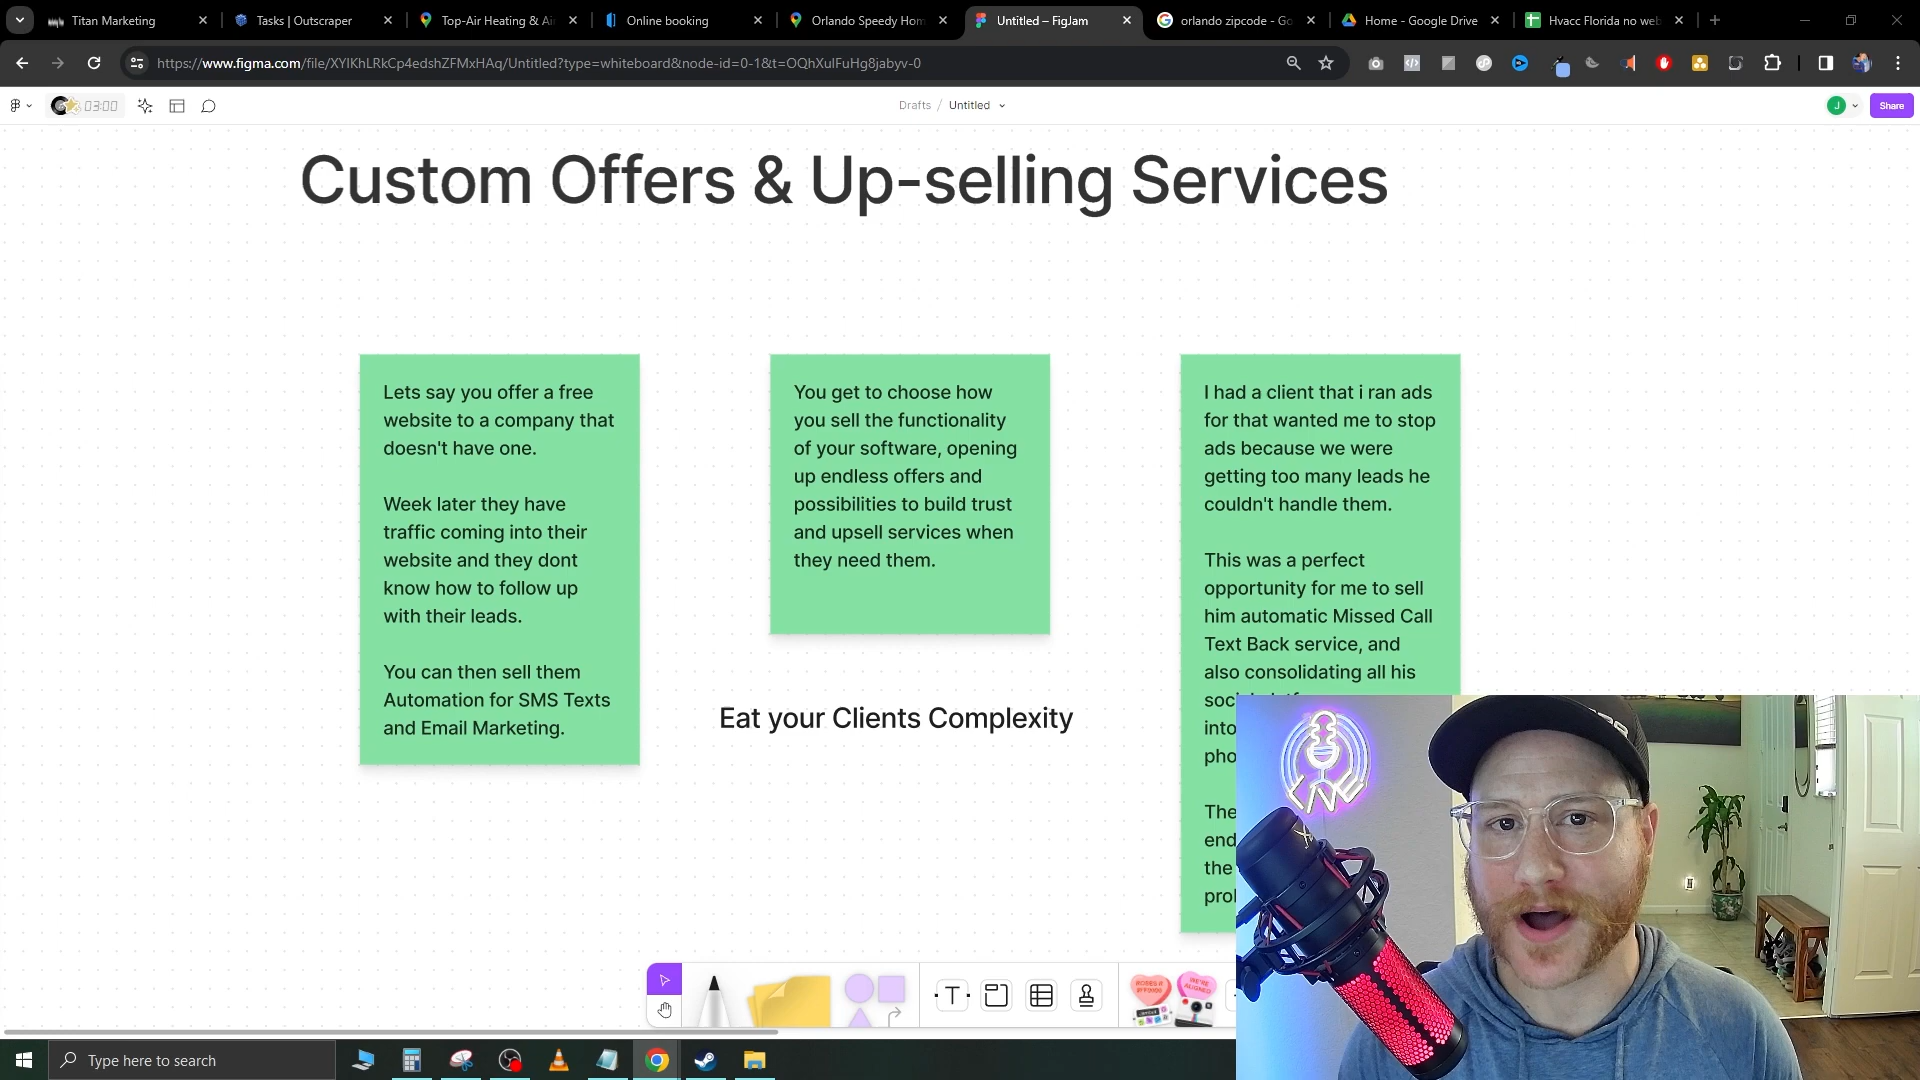 Titan Marketing
Tasks | Outscraper
Top-Air Heating & Ai
Online booking
Orlando Speedy Hom
Untitled – FigJam
orlando zipcode - Go
Home - Google Drive
Hvacc Florida no web
https://www.figma.com/file/XYIKhLRkCp4edshZFMxHAq/Untitled?type=whiteboard&node-id=0-1&t=OQhXuIFuHg8jabyv-0
03:00
Drafts / Untitled
J
Share
Custom Offers & Up-selling Services
Lets say you offer a free
website to a company that
doesn't have one.
Week later they have
traffic coming into their
website and they dont
know how to follow up
with their leads.
You can then sell them
Automation for SMS Texts
and Email Marketing.
You get to choose how
you sell the functionality
of your software, opening
up endless offers and
possibilities to build trust
and upsell services when
they need them.
Eat your Clients Complexity
I had a client that i ran ads
for that wanted me to stop
ads because we were
getting too many leads he
couldn't handle them.
This was a perfect
opportunity for me to sell
him automatic Missed Call
Text Back service, and
also consolidating all his
into
pho
The
end
the
pro
T
Type here to search